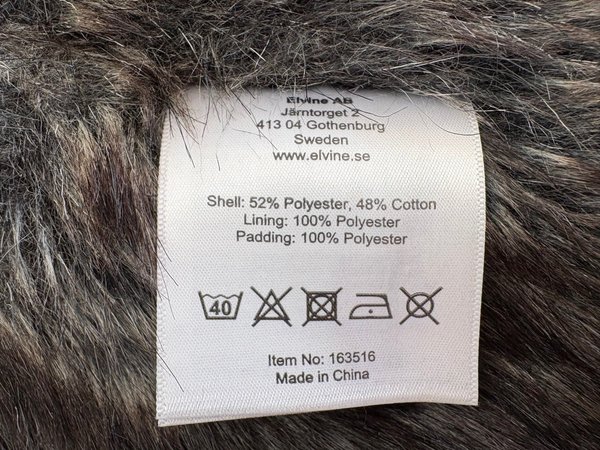 Elvine AB
Järntorget 2
413 04 Gothenburg
Sweden
www.elvine.se
Shell: 52% Polyester, 48% Cotton
Lining: 100% Polyester
Padding: 100% Polyester
40
Item No: 163516
Made in China